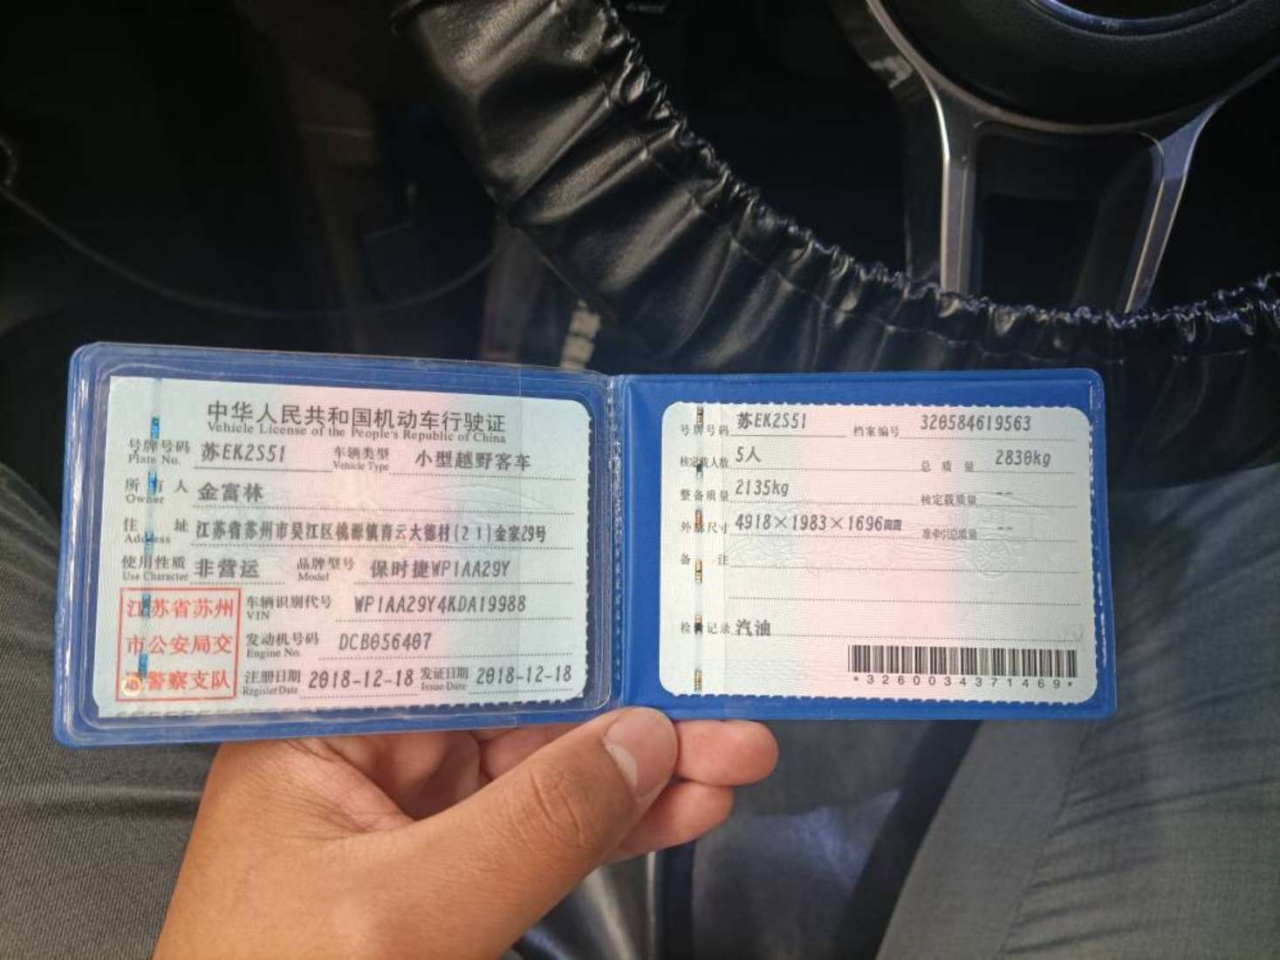 中华人民共和国机动车行驶证
Vehicle License of the People's Republic of China
号牌号码 苏EK2S51 车辆类型 小型越野客车
Plate No. Vehicle Type
所有人 金富林
Owner
住址 江苏省苏州市吴江区桃源镇青云大德村(21)金家29号
Address
使用性质 非营运 品牌型号 保时捷WP1AA29Y
Use Character Model
江苏省苏州
市公安局交
通警察支队
车辆识别代号 WP1AA29Y4KDA19988
VIN
发动机号码 DCB056407
Engine No.
注册日期 2018-12-18 发证日期 2018-12-18
Register Date Issue Date
号牌号码 苏EK2S51 档案编号 320584619563
核定载人数 5人 总质量 2830kg
整备质量 2135kg 核定载质量 --
外廓尺寸 4918×1983×1696mm 准牵引总质量 --
备注
检验记录 汽油
*3260034371469*